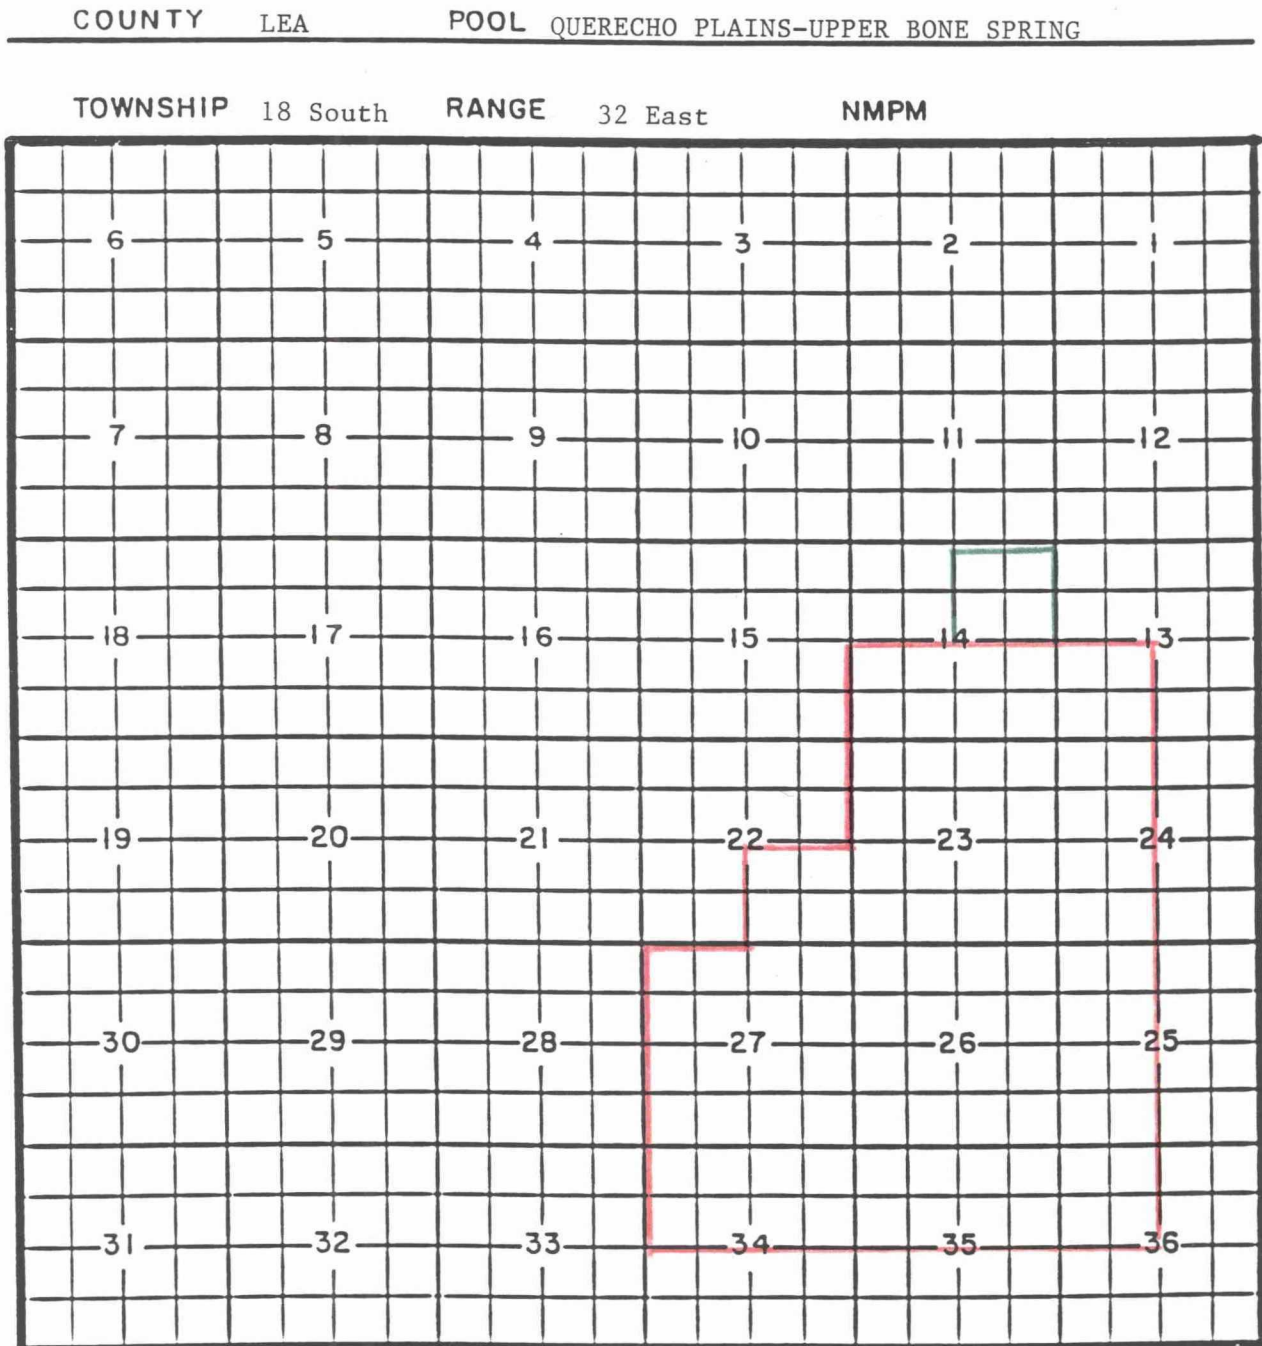 COUNTY LEA POOL QUERECHO PLAINS-UPPER BONE SPRING
TOWNSHIP 18 South RANGE 32 East NMPM
6 5 4 3 2 1
7 8 9 10 11 12
18 17 16 15 14 13
19 20 21 22 23 24
30 29 28 27 26 25
31 32 33 34 35 36